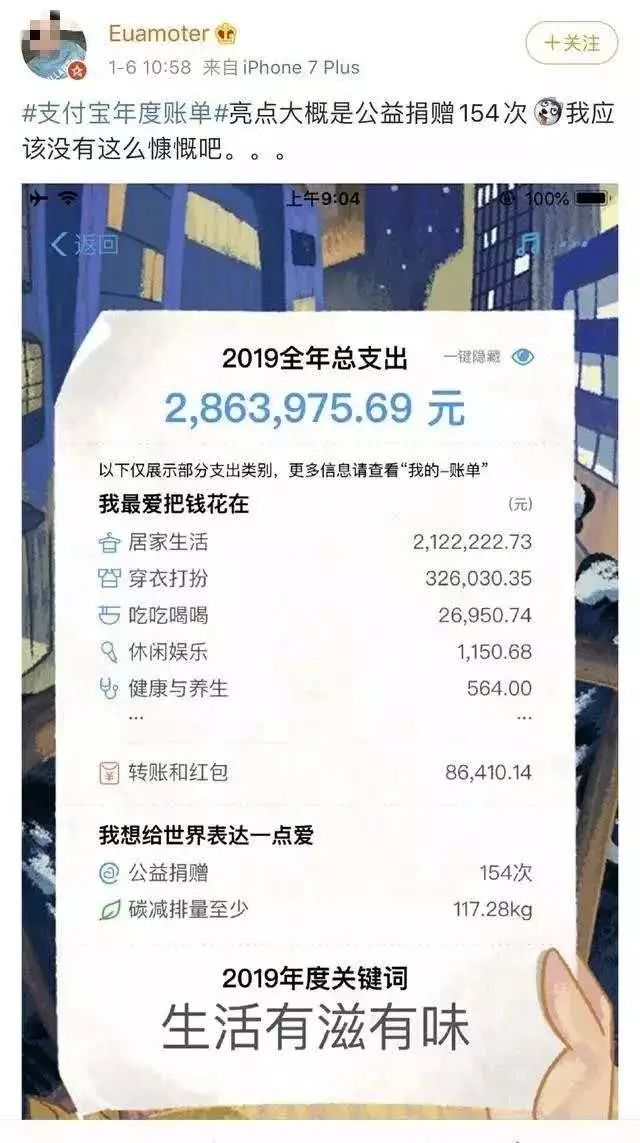 Euamoter
+关注
1-6 10:58 来自 iPhone 7 Plus
#支付宝年度账单#亮点大概是公益捐赠154次 我应
该没有这么慷慨吧。。。
上午9:04
100%
返回
2019全年总支出 一键隐藏
2,863,975.69 元
以下仅展示部分支出类别，更多信息请查看“我的-账单”
我最爱把钱花在 (元)
居家生活 2,122,222.73
穿衣打扮 326,030.35
吃吃喝喝 26,950.74
休闲娱乐 1,150.68
健康与养生 564.00
... ...
转账和红包 86,410.14
我想给世界表达一点爱
公益捐赠 154次
碳减排量至少 117.28kg
2019年度关键词
生活有滋有味